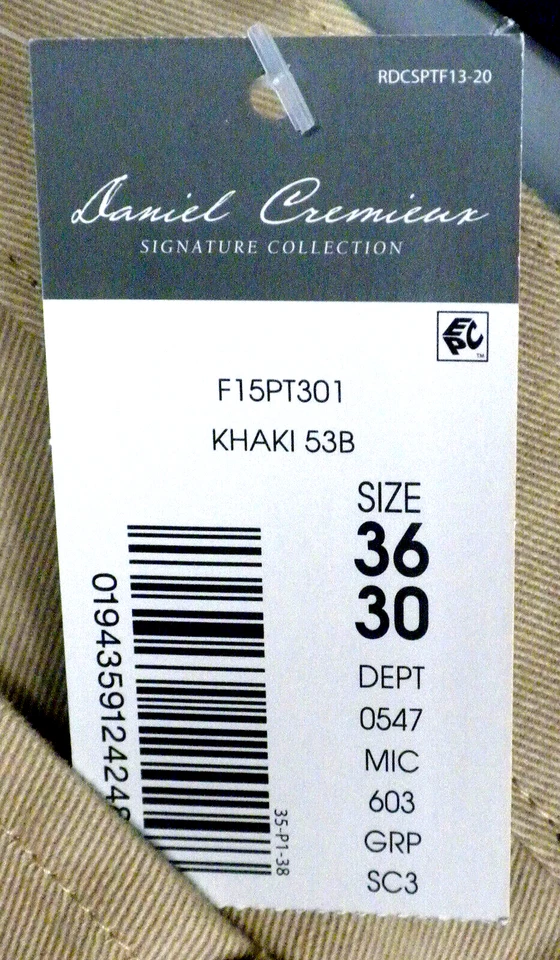 RDCSPTF13-20
Daniel Cremieux
SIGNATURE COLLECTION
EPC
TM
F15PT301
KHAKI 53B
SIZE
36
30
DEPT
0547
MIC
603
GRP
SC3
35-P1-38